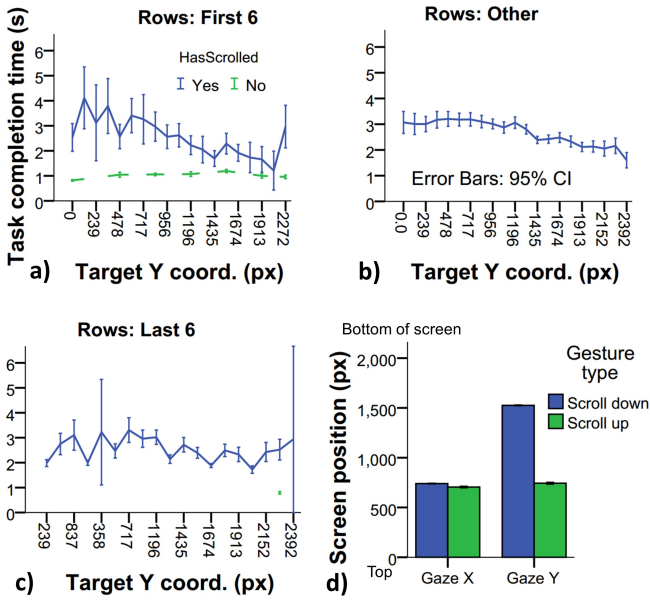 Rows: First 6
Task completion time (s)
6
5
4
3
2
1
0
HasScrolled
Yes No
0 239 478 717 956 1196 1435 1674 1913 2272
a) Target Y coord. (px)
Rows: Other
6
5
4
3
2
1
0
Error Bars: 95% CI
0.0 239 478 717 956 1196 1435 1674 1913 2152 2392
b) Target Y coord. (px)
Rows: Last 6
6
5
4
3
2
1
0
239 837 358 717 1196 1435 1674 1913 2152 2392
c) Target Y coord. (px)
Bottom of screen
Screen position (px)
2,000
1,500
1,000
500
0
Gesture
type
Scroll down
Scroll up
Top
Gaze X Gaze Y
d)